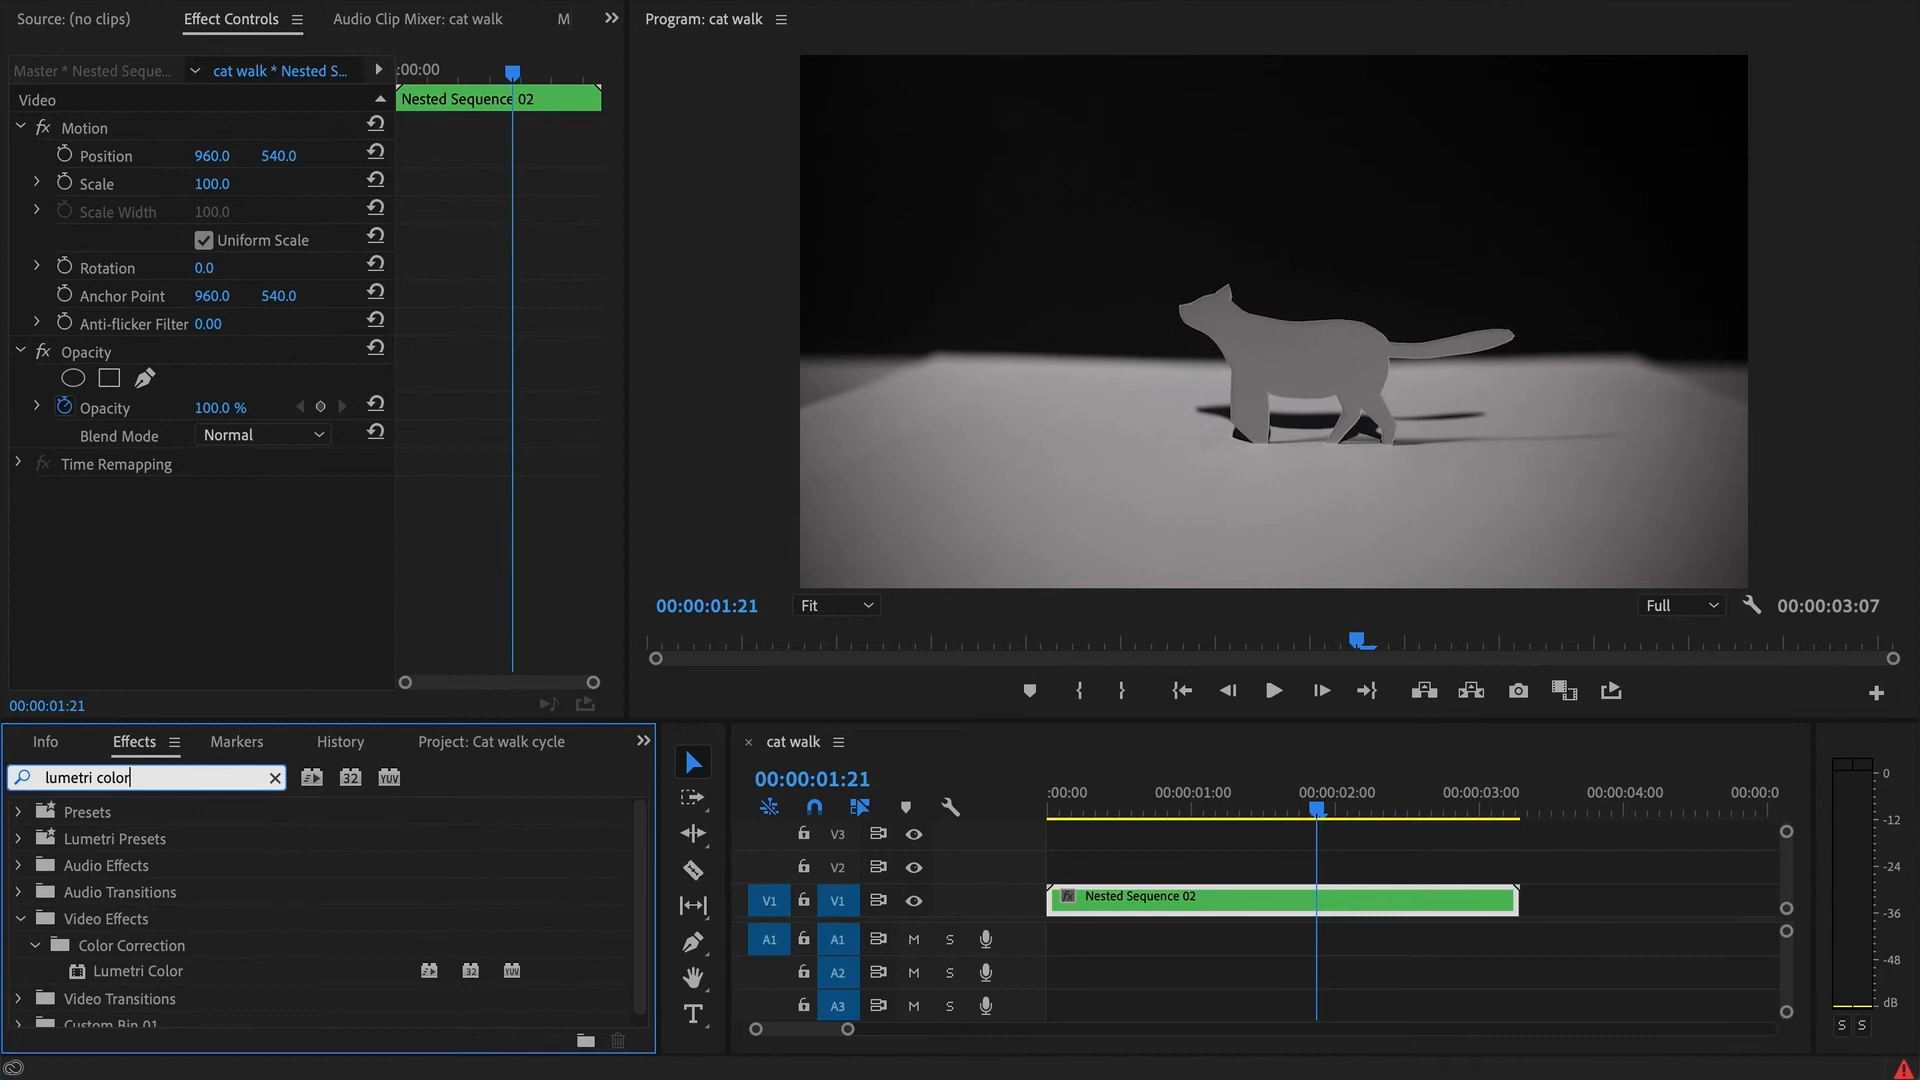 Source: (no clips)
Effect Controls
Audio Clip Mixer: cat walk
M
Program: cat walk
Master * Nested Seque...
cat walk * Nested S...
:00:00
Video
Nested Sequence 02
Motion
Position 960.0 540.0
Scale 100.0
Scale Width 100.0
Uniform Scale
Rotation 0.0
Anchor Point 960.0 540.0
Anti-flicker Filter 0.00
Opacity
Opacity 100.0 %
Blend Mode Normal
Time Remapping
00:00:01:21
Fit
Full
00:00:03:07
00:00:01:21
Info
Effects
Markers
History
Project: Cat walk cycle
lumetri color
32
YUV
Presets
Lumetri Presets
Audio Effects
Audio Transitions
Video Effects
Color Correction
Lumetri Color
32
YUV
Video Transitions
Custom Bin 01
cat walk
00:00:01:21
:00:00
00:00:01:00
00:00:02:00
00:00:03:00
00:00:04:00
00:00:0
V3
V2
V1 V1
fx Nested Sequence 02
A1 A1 M S
A2 M S
A3 M S
0
-12
-24
-36
-48
dB
S S